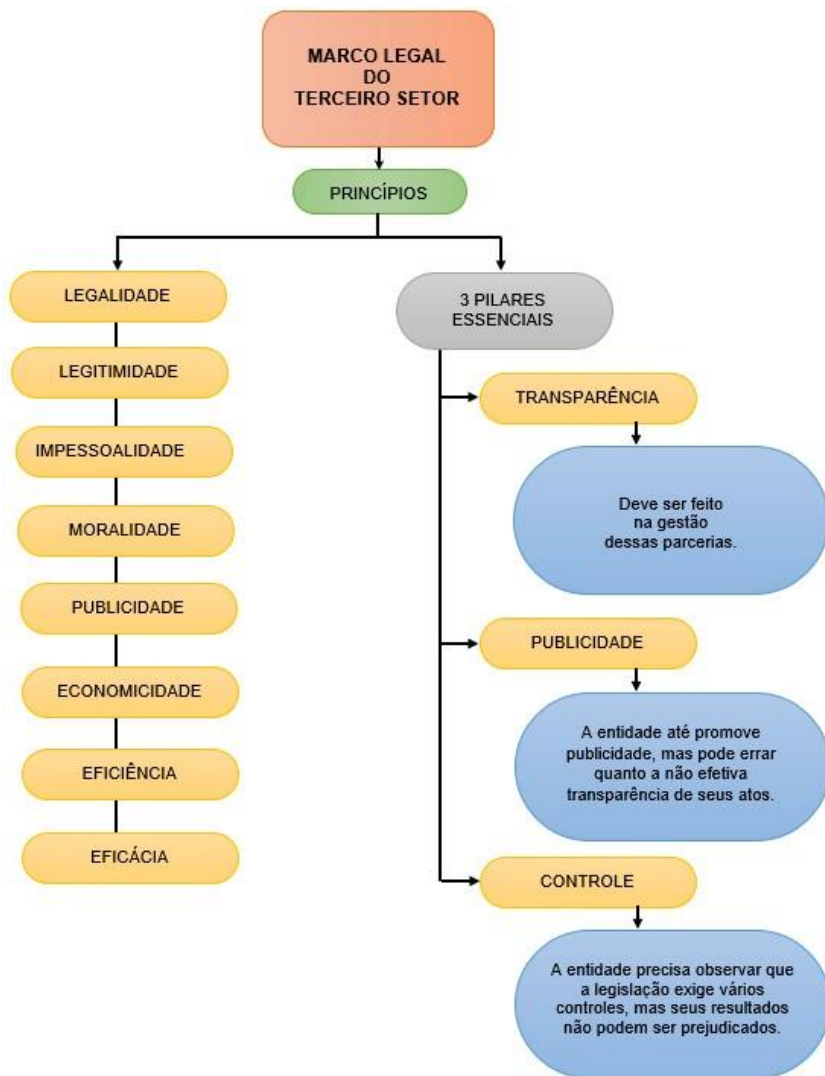 MARCO LEGAL
DO
TERCEIRO SETOR
PRINCÍPIOS
LEGALIDADE
LEGITIMIDADE
IMPESSOALIDADE
MORALIDADE
PUBLICIDADE
ECONOMICIDADE
EFICIÊNCIA
EFICÁCIA
3 PILARES
ESSENCIAIS
TRANSPARÊNCIA
Deve ser feito
na gestão
dessas parcerias.
PUBLICIDADE
A entidade até promove
publicidade, mas pode errar
quanto a não efetiva
transparência de seus atos.
CONTROLE
A entidade precisa observar que
a legislação exige vários
controles, mas seus resultados
não podem ser prejudicados.